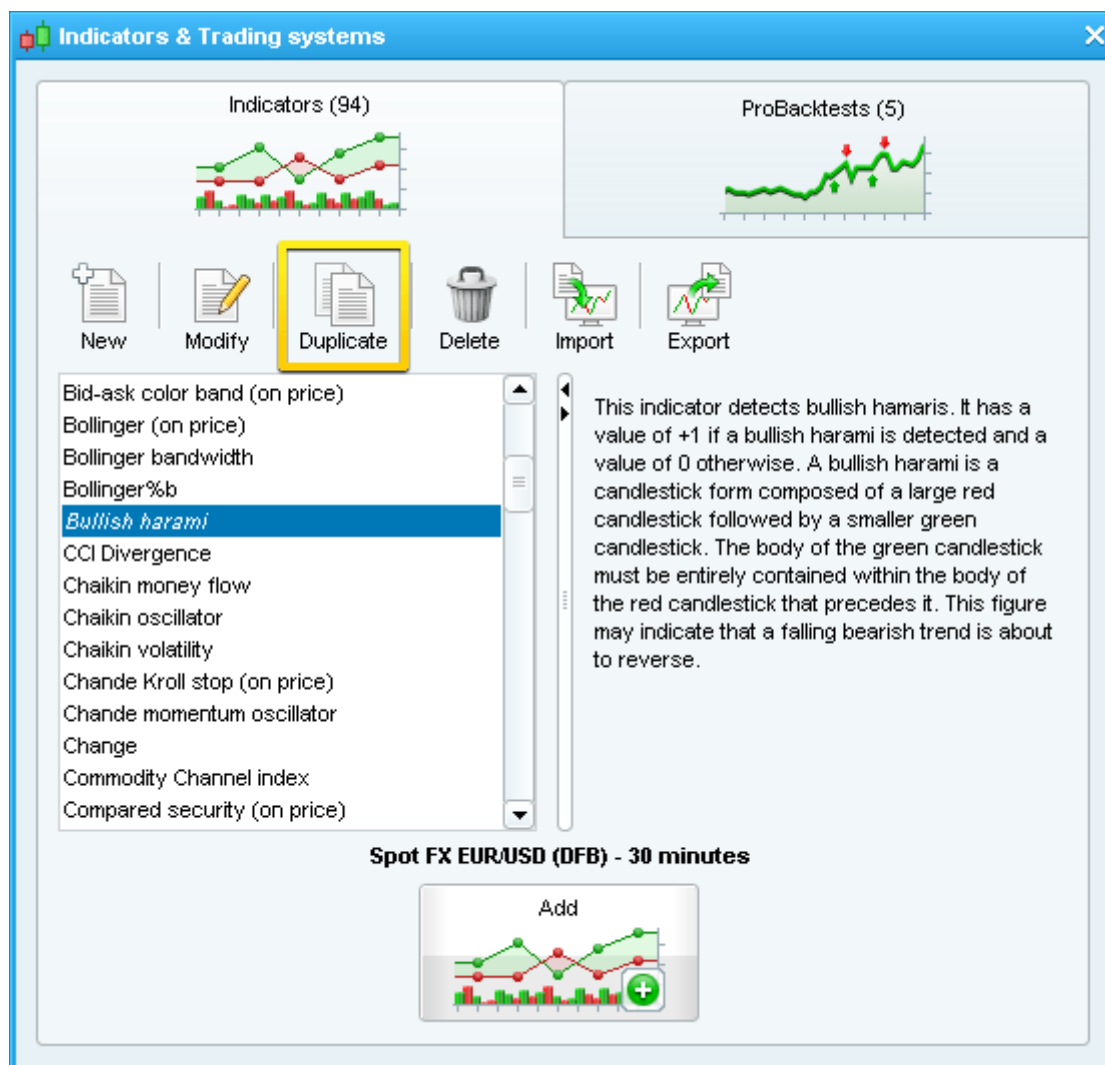 Indicators & Trading systems
Indicators (94)
ProBacktests (5)
New
Modify
Duplicate
Delete
Import
Export
Bid-ask color band (on price)
Bollinger (on price)
Bollinger bandwidth
Bollinger%b
Bullish harami
CCI Divergence
Chaikin money flow
Chaikin oscillator
Chaikin volatility
Chande Kroll stop (on price)
Chande momentum oscillator
Change
Commodity Channel index
Compared security (on price)
This indicator detects bullish hamaris. It has a
value of +1 if a bullish harami is detected and a
value of 0 otherwise. A bullish harami is a
candlestick form composed of a large red
candlestick followed by a smaller green
candlestick. The body of the green candlestick
must be entirely contained within the body of
the red candlestick that precedes it. This figure
may indicate that a falling bearish trend is about
to reverse.
Spot FX EUR/USD (DFB) - 30 minutes
Add